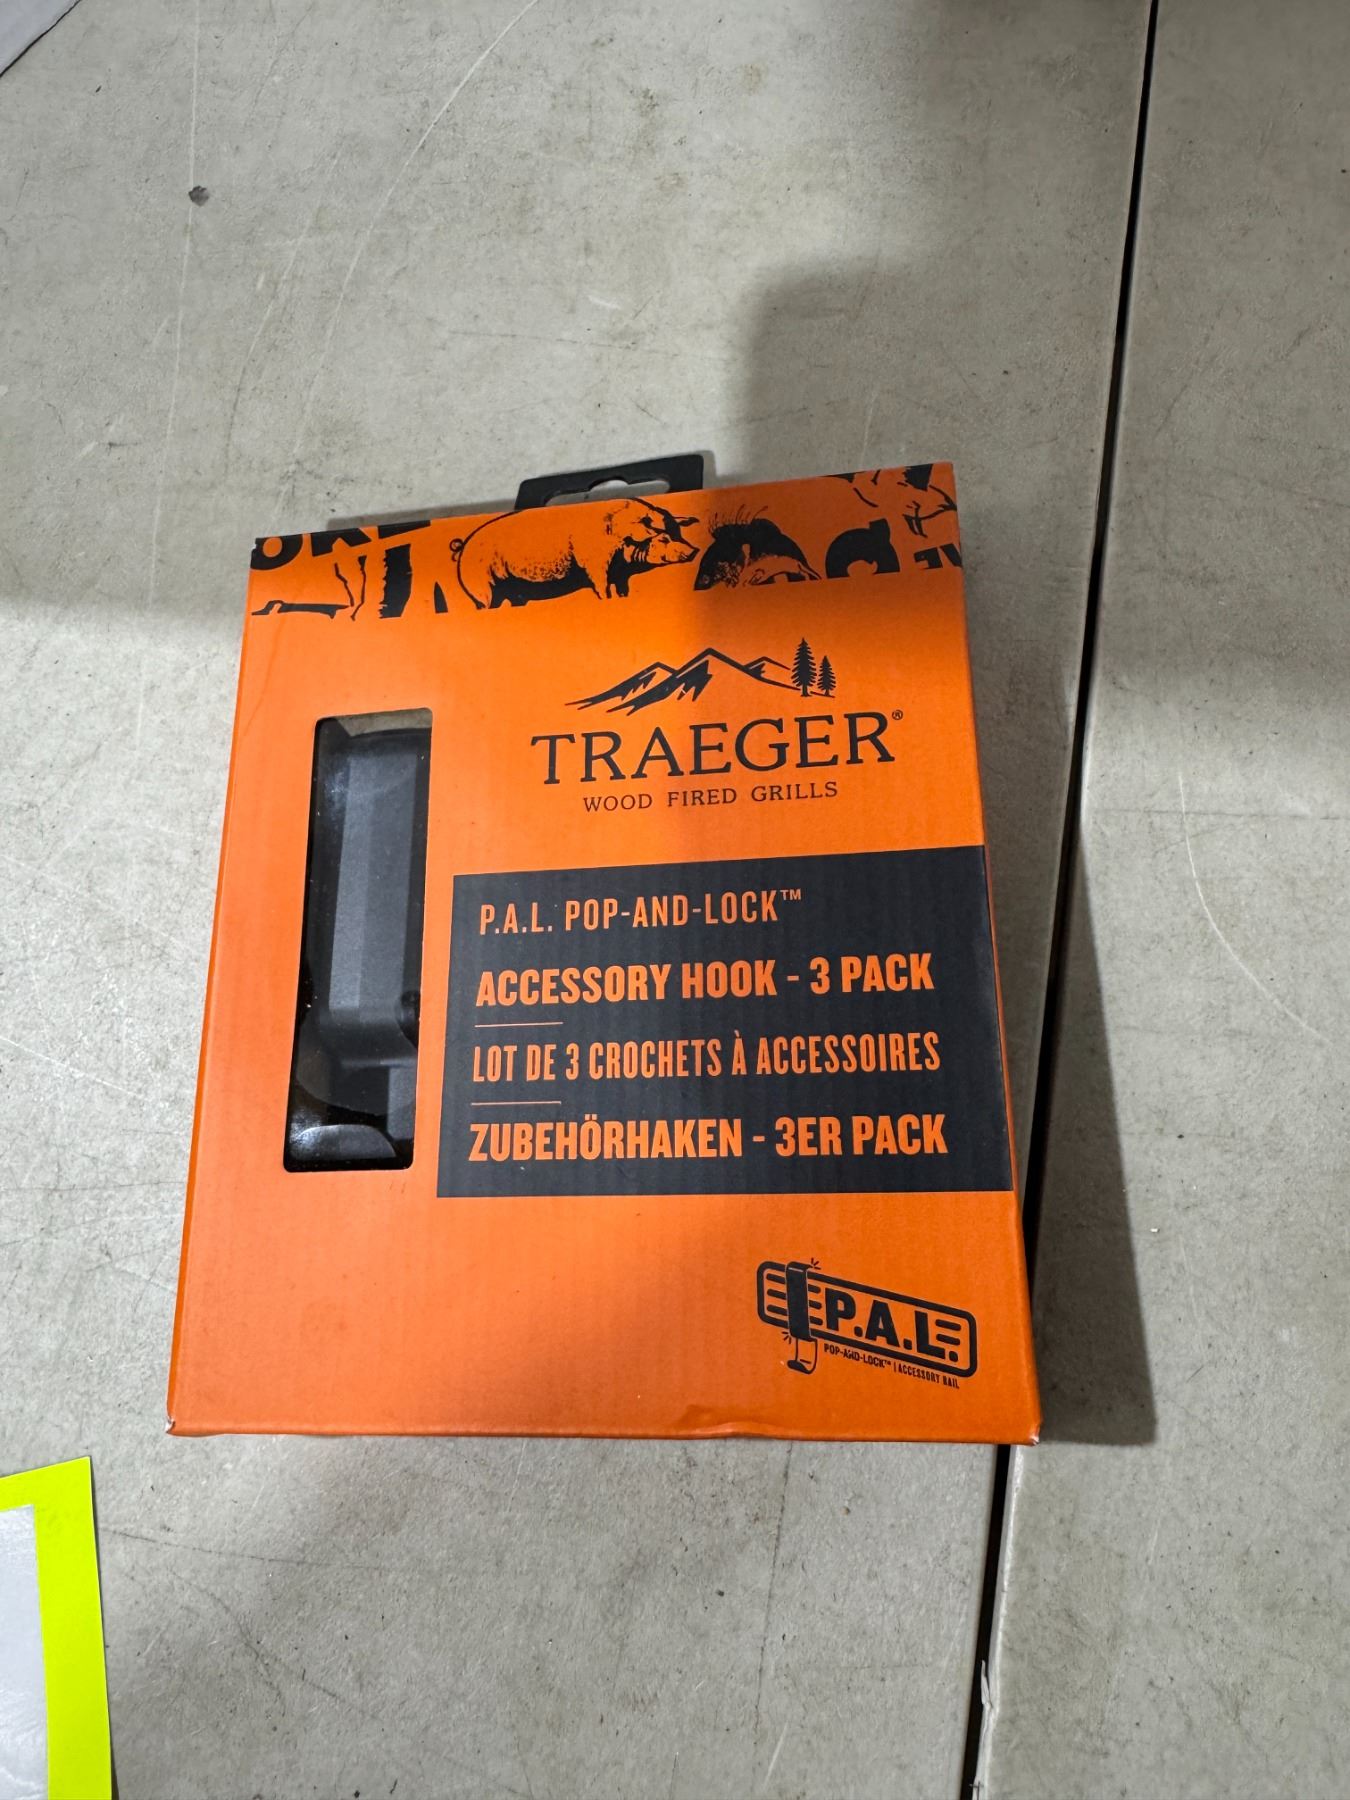 TRAEGER®
WOOD FIRED GRILLS
P.A.L. POP-AND-LOCK™
ACCESSORY HOOK - 3 PACK
LOT DE 3 CROCHETS À ACCESSOIRES
ZUBEHÖRHAKEN - 3ER PACK
P.A.L.
POP-AND-LOCK™ | ACCESSORY RAIL